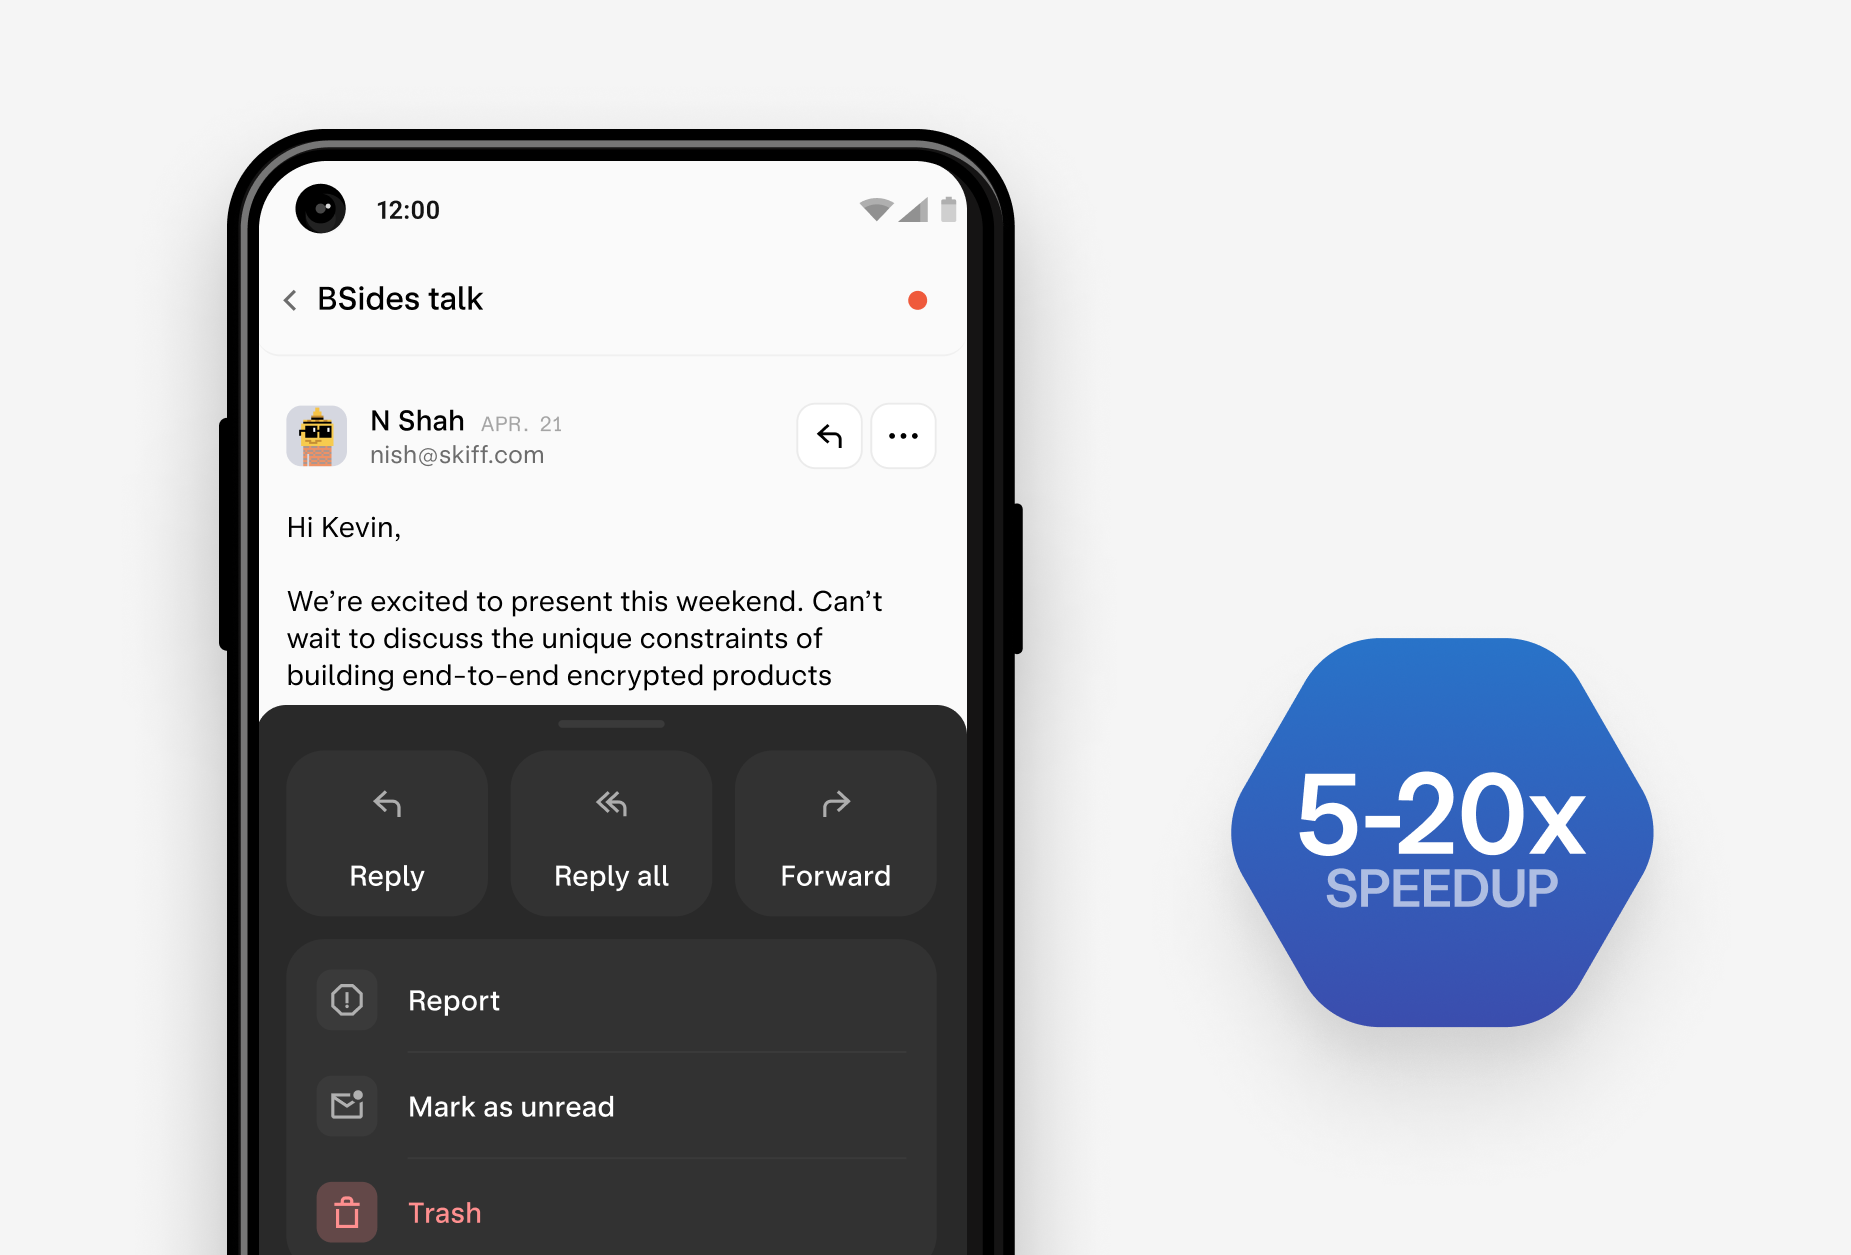 12:00
BSides talk
N Shah APR. 21
nish@skiff.com
Hi Kevin,
We’re excited to present this weekend. Can’t
wait to discuss the unique constraints of
building end-to-end encrypted products
Reply
Reply all
Forward
Report
Mark as unread
Trash
5-20x
SPEEDUP